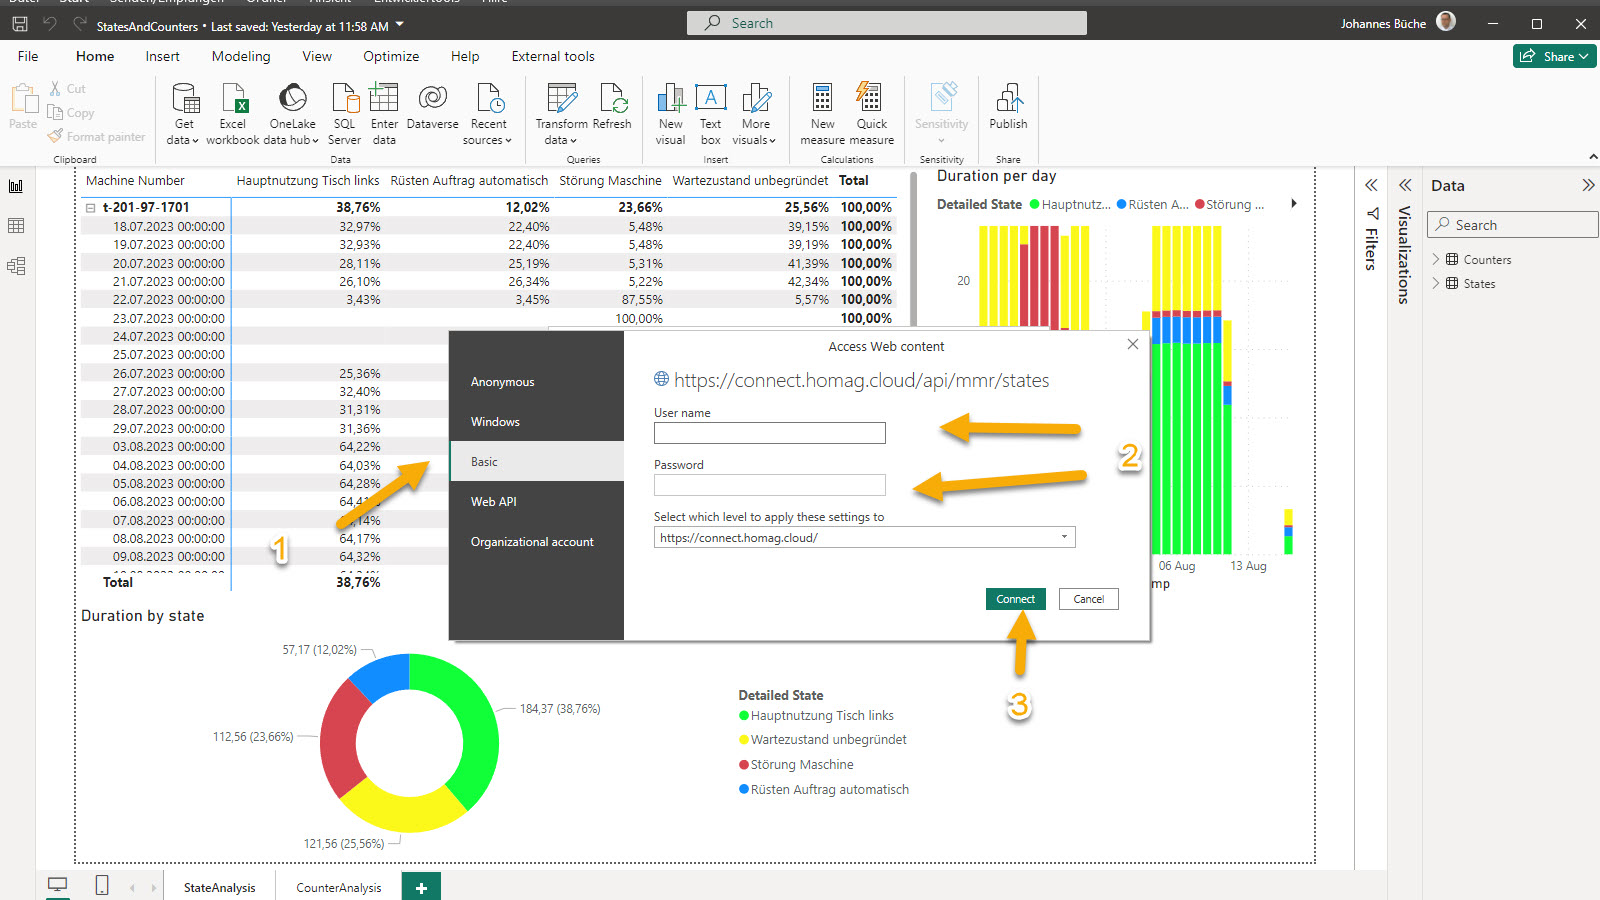 Datei Start Senden/Empfangen Ordner Ansicht Entwicklertools Hilfe
StatesAndCounters • Last saved: Yesterday at 11:58 AM
Search
Johannes Büche
File Home Insert Modeling View Optimize Help External tools
Share
Paste
Cut
Copy
Format painter
Clipboard
Get data
Excel workbook
OneLake data hub
SQL Server
Enter data
Dataverse
Recent sources
Data
Transform data
Refresh
Queries
New visual
Text box
More visuals
Insert
New measure
Quick measure
Calculations
Sensitivity
Sensitivity
Publish
Share
Machine Number Hauptnutzung Tisch links Rüsten Auftrag automatisch Störung Maschine Wartezustand unbegründet Total
t-201-97-1701 38,76% 12,02% 23,66% 25,56% 100,00%
18.07.2023 00:00:00 32,97% 22,40% 5,48% 39,15% 100,00%
19.07.2023 00:00:00 32,93% 22,40% 5,48% 39,19% 100,00%
20.07.2023 00:00:00 28,11% 25,19% 5,31% 41,39% 100,00%
21.07.2023 00:00:00 26,10% 26,34% 5,22% 42,34% 100,00%
22.07.2023 00:00:00 3,43% 3,45% 87,55% 5,57% 100,00%
23.07.2023 00:00:00 100,00% 100,00%
24.07.2023 00:00:00
25.07.2023 00:00:00
26.07.2023 00:00:00 25,36%
27.07.2023 00:00:00 32,40%
28.07.2023 00:00:00 31,31%
29.07.2023 00:00:00 31,36%
03.08.2023 00:00:00 64,22%
04.08.2023 00:00:00 64,03%
05.08.2023 00:00:00 64,28%
06.08.2023 00:00:00 64,41%
07.08.2023 00:00:00 14%
08.08.2023 00:00:00 64,17%
09.08.2023 00:00:00 64,32%
Total 38,76%
Duration per day
Detailed State Hauptnutz... Rüsten A... Störung ...
20
06 Aug 13 Aug
mp
Filters
Visualizations
Data
Search
Counters
States
Access Web content
Anonymous
Windows
Basic
Web API
Organizational account
https://connect.homag.cloud/api/mmr/states
User name
Password
Select which level to apply these settings to
https://connect.homag.cloud/
Connect Cancel
1
2
3
Duration by state
57,17 (12,02%)
184,37 (38,76%)
112,56 (23,66%)
121,56 (25,56%)
Detailed State
Hauptnutzung Tisch links
Wartezustand unbegründet
Störung Maschine
Rüsten Auftrag automatisch
StateAnalysis CounterAnalysis +